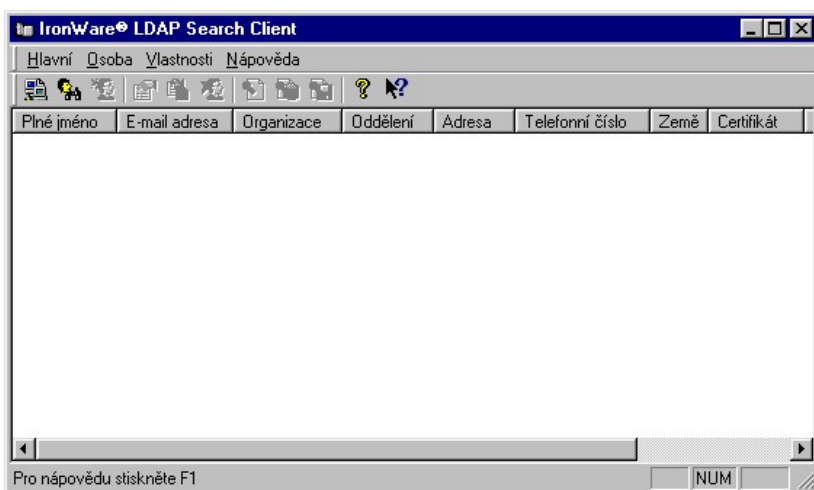 IronWare® LDAP Search Client
Hlavní Osoba Vlastnosti Nápověda
Plné jméno E-mail adresa Organizace Oddělení Adresa Telefonní číslo Země Certifikát
Pro nápovědu stiskněte F1 NUM